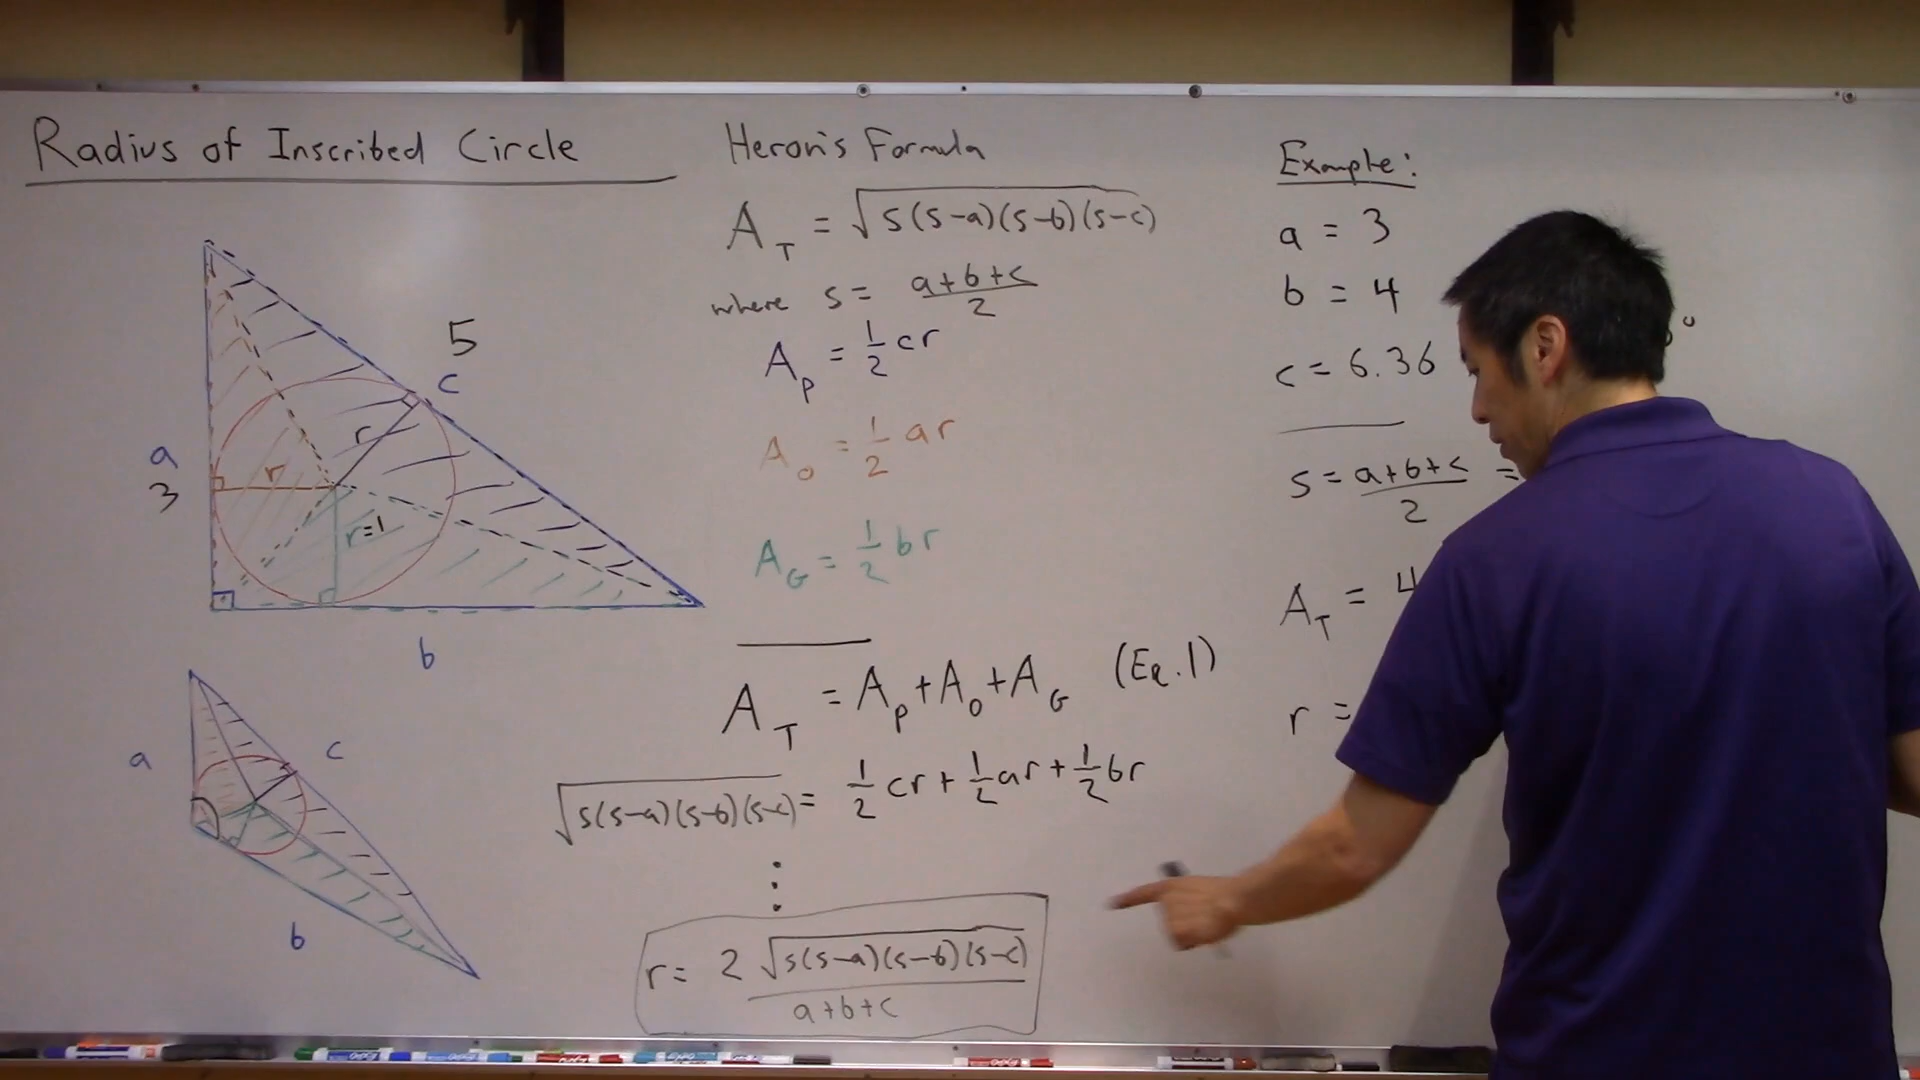 Radius of Inscribed Circle
5
c
r
a
r
3
r=1
b
a
c
b
Heron's Formula
A_T = √s(s-a)(s-b)(s-c)
where s = a+b+c / 2
A_P = 1/2 cr
A_O = 1/2 ar
A_G = 1/2 br
A_T = A_P + A_O + A_G (Eq.1)
√s(s-a)(s-b)(s-c) = 1/2 cr + 1/2 ar + 1/2 br
⋮
r = 2 √s(s-a)(s-b)(s-c) / a+b+c
Example:
a = 3
b = 4
c = 6.36
s = a+b+c / 2 =
A_T = 4
r =